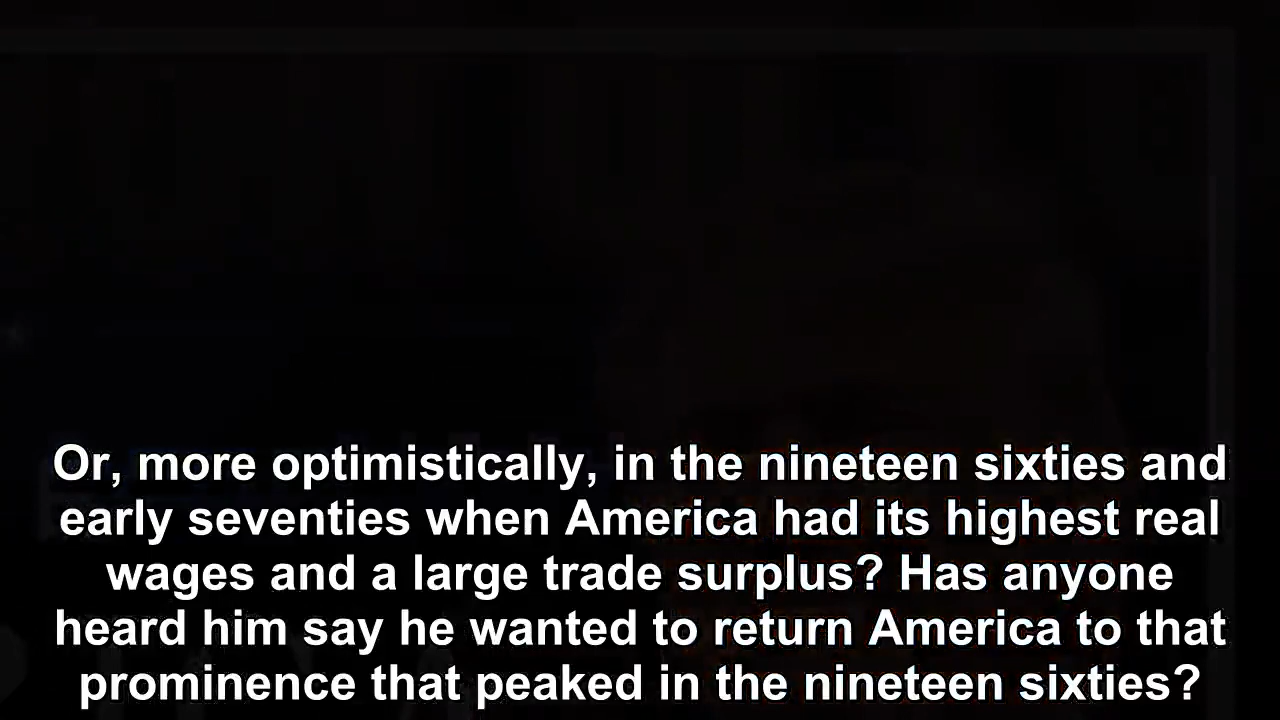 Or, more optimistically, in the nineteen sixties and
early seventies when America had its highest real
wages and a large trade surplus? Has anyone
heard him say he wanted to return America to that
prominence that peaked in the nineteen sixties?